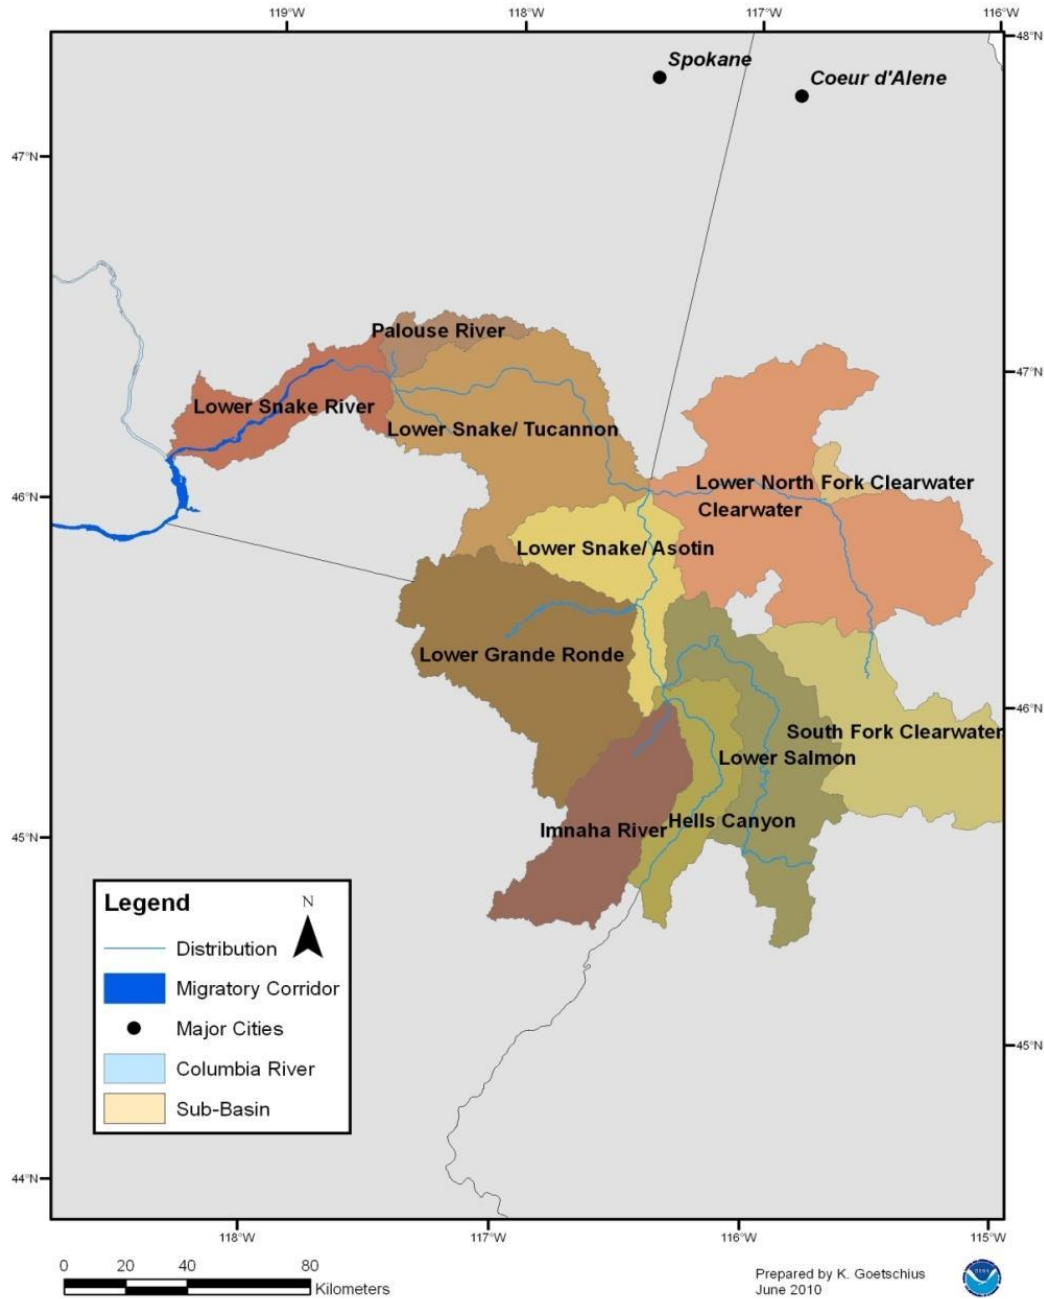 119°W 118°W 117°W 116°W
48°N
Spokane
Coeur d'Alene
47°N
47°N
Palouse River
Lower Snake River
Lower Snake/ Tucannon
Lower North Fork Clearwater
46°N
Clearwater
Lower Snake/ Asotin
Lower Grande Ronde
46°N
South Fork Clearwater
Lower Salmon
Hells Canyon
Imnaha River
45°N
Legend
N
Distribution
Migratory Corridor
Major Cities
45°N
Columbia River
Sub-Basin
44°N
118°W 117°W 116°W 115°W
0 20 40 80
Kilometers
Prepared by K. Goetschius
June 2010